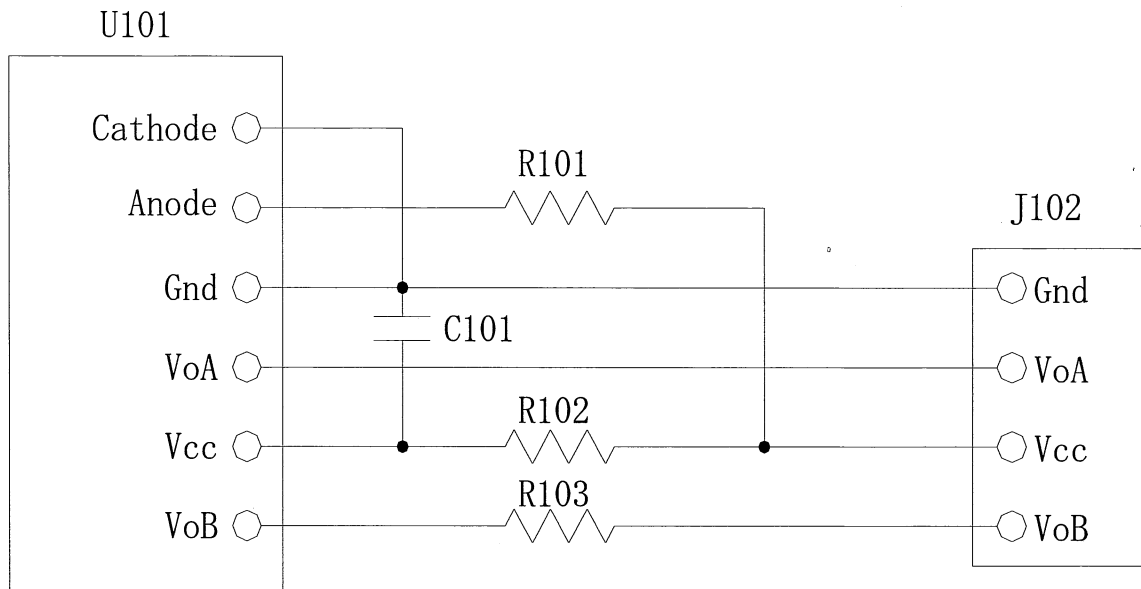 U101
Cathode
R101
Anode
J102
Gnd
Gnd
C101
VoA
VoA
R102
Vcc
Vcc
R103
VoB
VoB